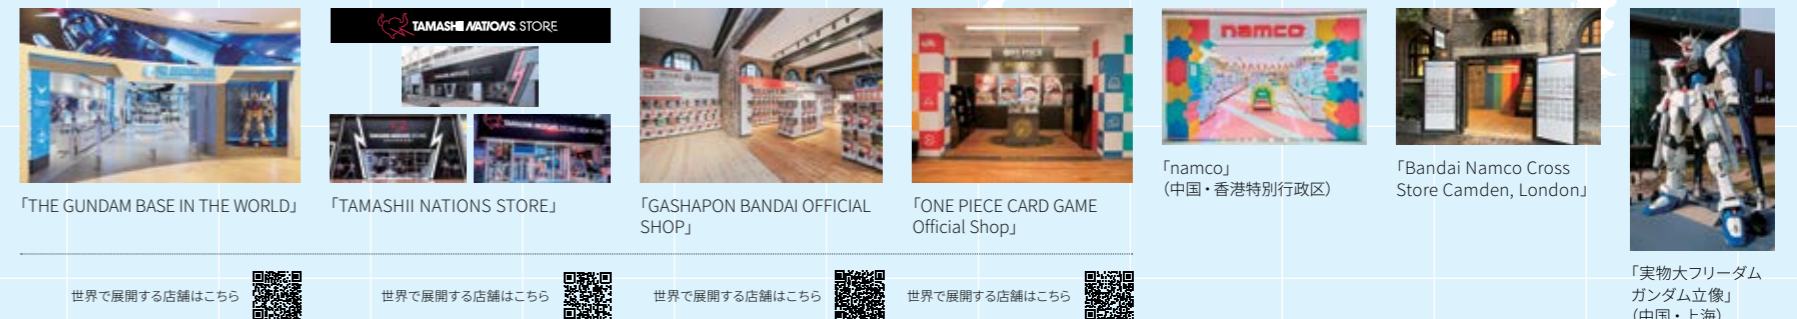 TAMASHII NATIONS STORE
namco
「THE GUNDAM BASE IN THE WORLD」
「TAMASHII NATIONS STORE」
「GASHAPON BANDAI OFFICIAL
SHOP」
「ONE PIECE CARD GAME
Official Shop」
「namco」
（中国・香港特別行政区）
「Bandai Namco Cross
Store Camden, London」
「実物大フリーダム
ガンダム立像」
（中国・上海）
世界で展開する店舗はこちら
世界で展開する店舗はこちら
世界で展開する店舗はこちら
世界で展開する店舗はこちら